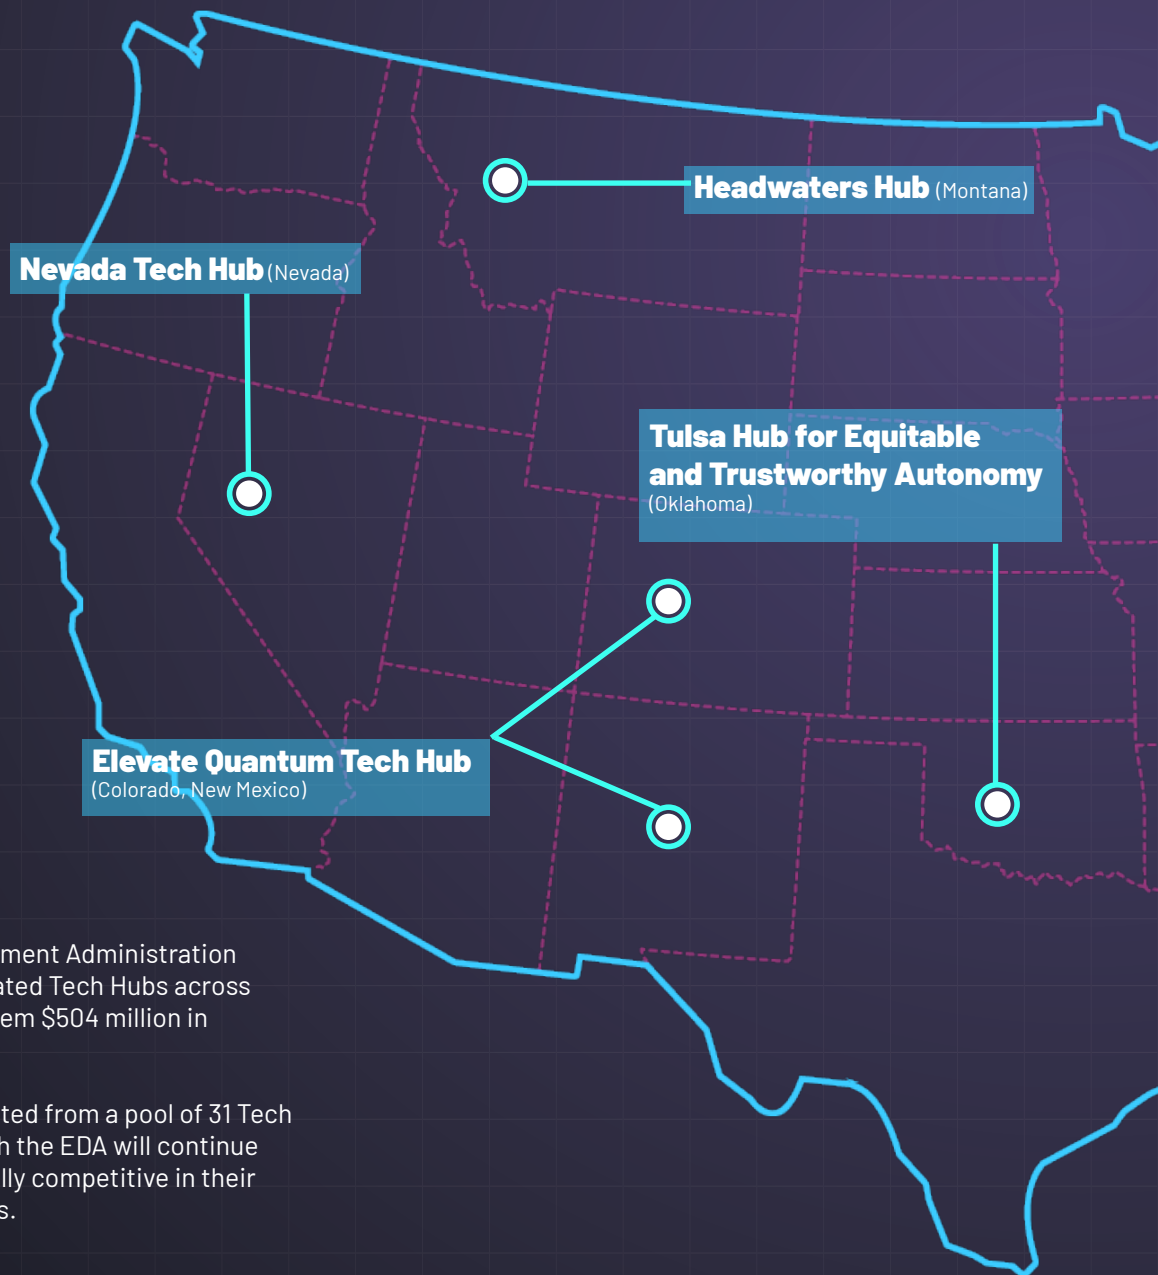 Headwaters Hub (Montana)
Nevada Tech Hub (Nevada)
Tulsa Hub for Equitable
and Trustworthy Autonomy
(Oklahoma)
Elevate Quantum Tech Hub
(Colorado, New Mexico)
ment Administration
ated Tech Hubs across
em $504 million in
ted from a pool of 31 Tech
h the EDA will continue
lly competitive in their
s.